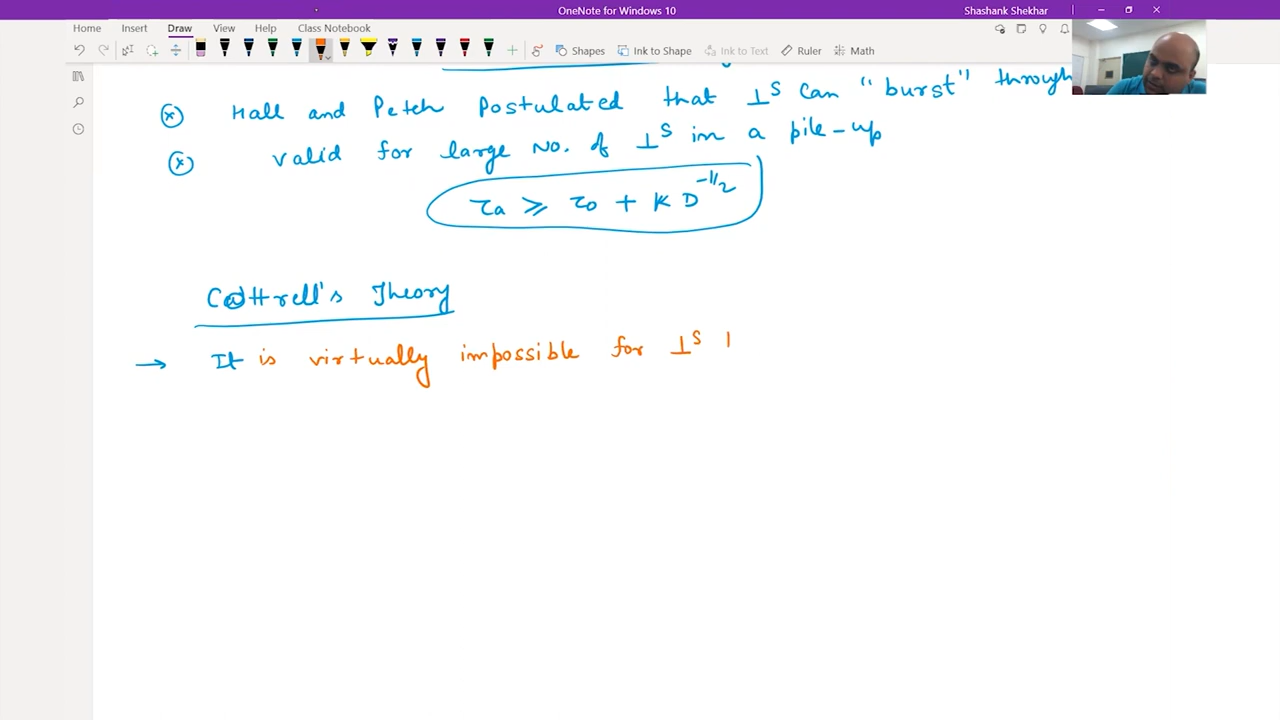 OneNote for Windows 10
Shashank Shekhar
Home Insert Draw View Help Class Notebook
Shapes Ink to Shape Ink to Text Ruler Math
Hall and Petch Postulated that ⊥s can "burst" through
valid for large No. of ⊥s in a pile-up
τa ⩾ τo + K D^-1/2
Cottrell's Theory
→ It is virtually impossible for ⊥s